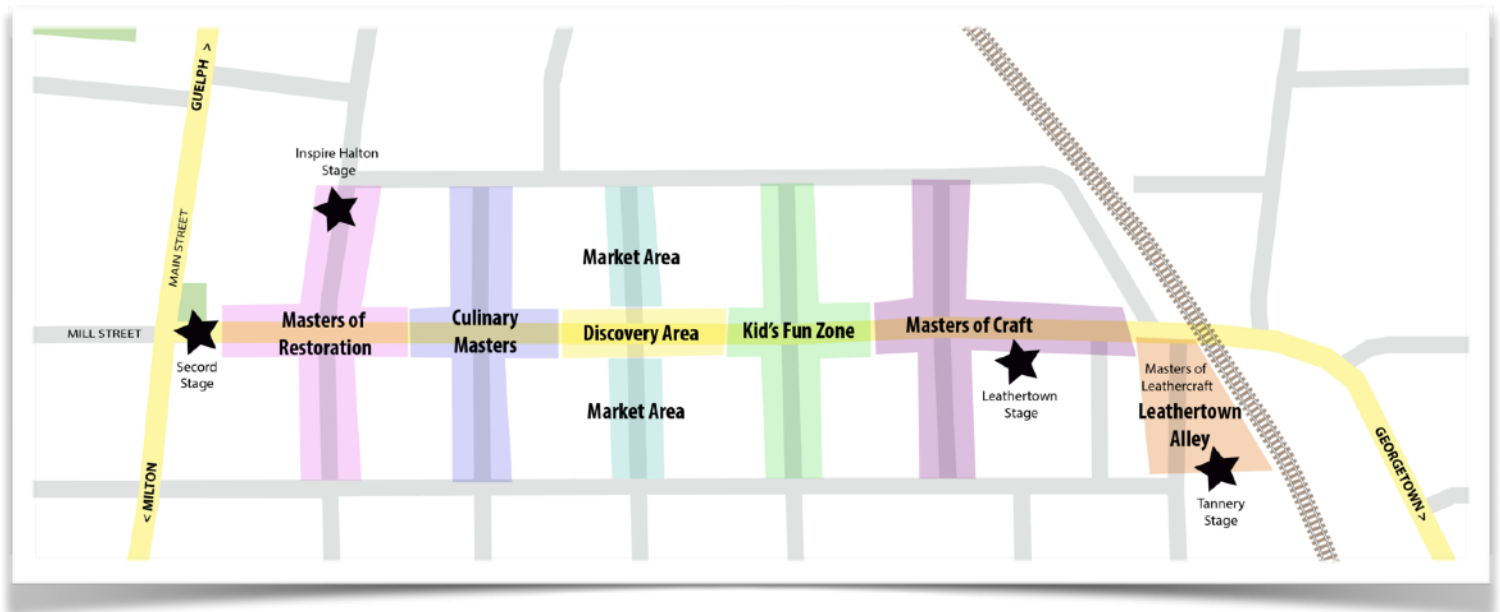 GUELPH >
Inspire Halton
Stage
MAIN STREET
Market Area
MILL STREET
Masters of
Restoration
Culinary
Masters
Discovery Area
Kid's Fun Zone
Masters of Craft
Secord
Stage
Market Area
Leathertown
Stage
Masters of
Leathercraft
Leathertown
Alley
< MILTON
GEORGETOWN >
Tannery
Stage